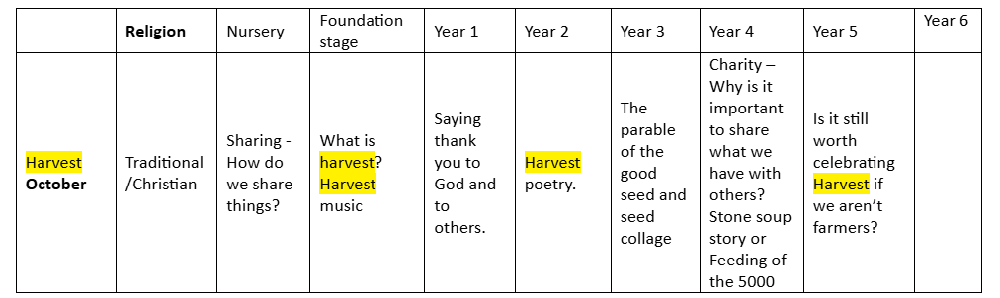 Religion
Nursery
Foundation
stage
Year 1
Year 2
Year 3
Year 4
Year 5
Year 6
Harvest
October
Traditional
/Christian
Sharing -
How do
we share
things?
What is
harvest?
Harvest
music
Saying
thank
you to
God and
to
others.
Harvest
poetry.
The
parable
of the
good
seed and
seed
collage
Charity –
Why is it
important
to share
what we
have with
others?
Stone soup
story or
Feeding of
the 5000
Is it still
worth
celebrating
Harvest if
we aren't
farmers?